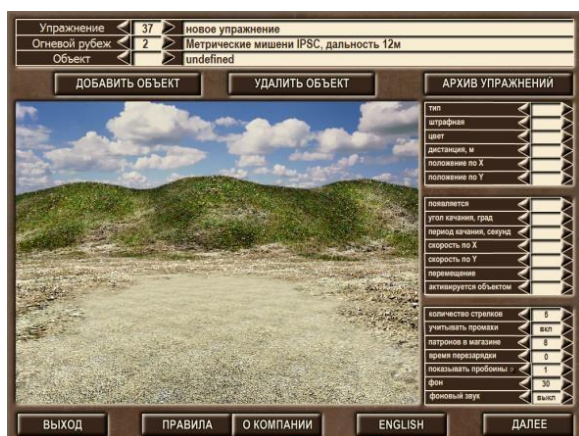 Упражнение 37 новое упражнение
Огневой рубеж 2 Метрические мишени IPSC, дальность 12м
Объект undefined
ДОБАВИТЬ ОБЪЕКТ УДАЛИТЬ ОБЪЕКТ АРХИВ УПРАЖНЕНИЙ
тип
штрафная
цвет
дистанция, м
положение по X
положение по Y
появляется
угол качания, град
период качания, секунд
скорость по X
скорость по Y
перемещение
активируется объектом
количество стрелков 5
учитывать промахи вкл
патронов в магазине 8
время перезарядки 0
показывать пробоины 1
фон 30
фоновый звук выкл
ВЫХОД ПРАВИЛА О КОМПАНИИ ENGLISH ДАЛЕЕ